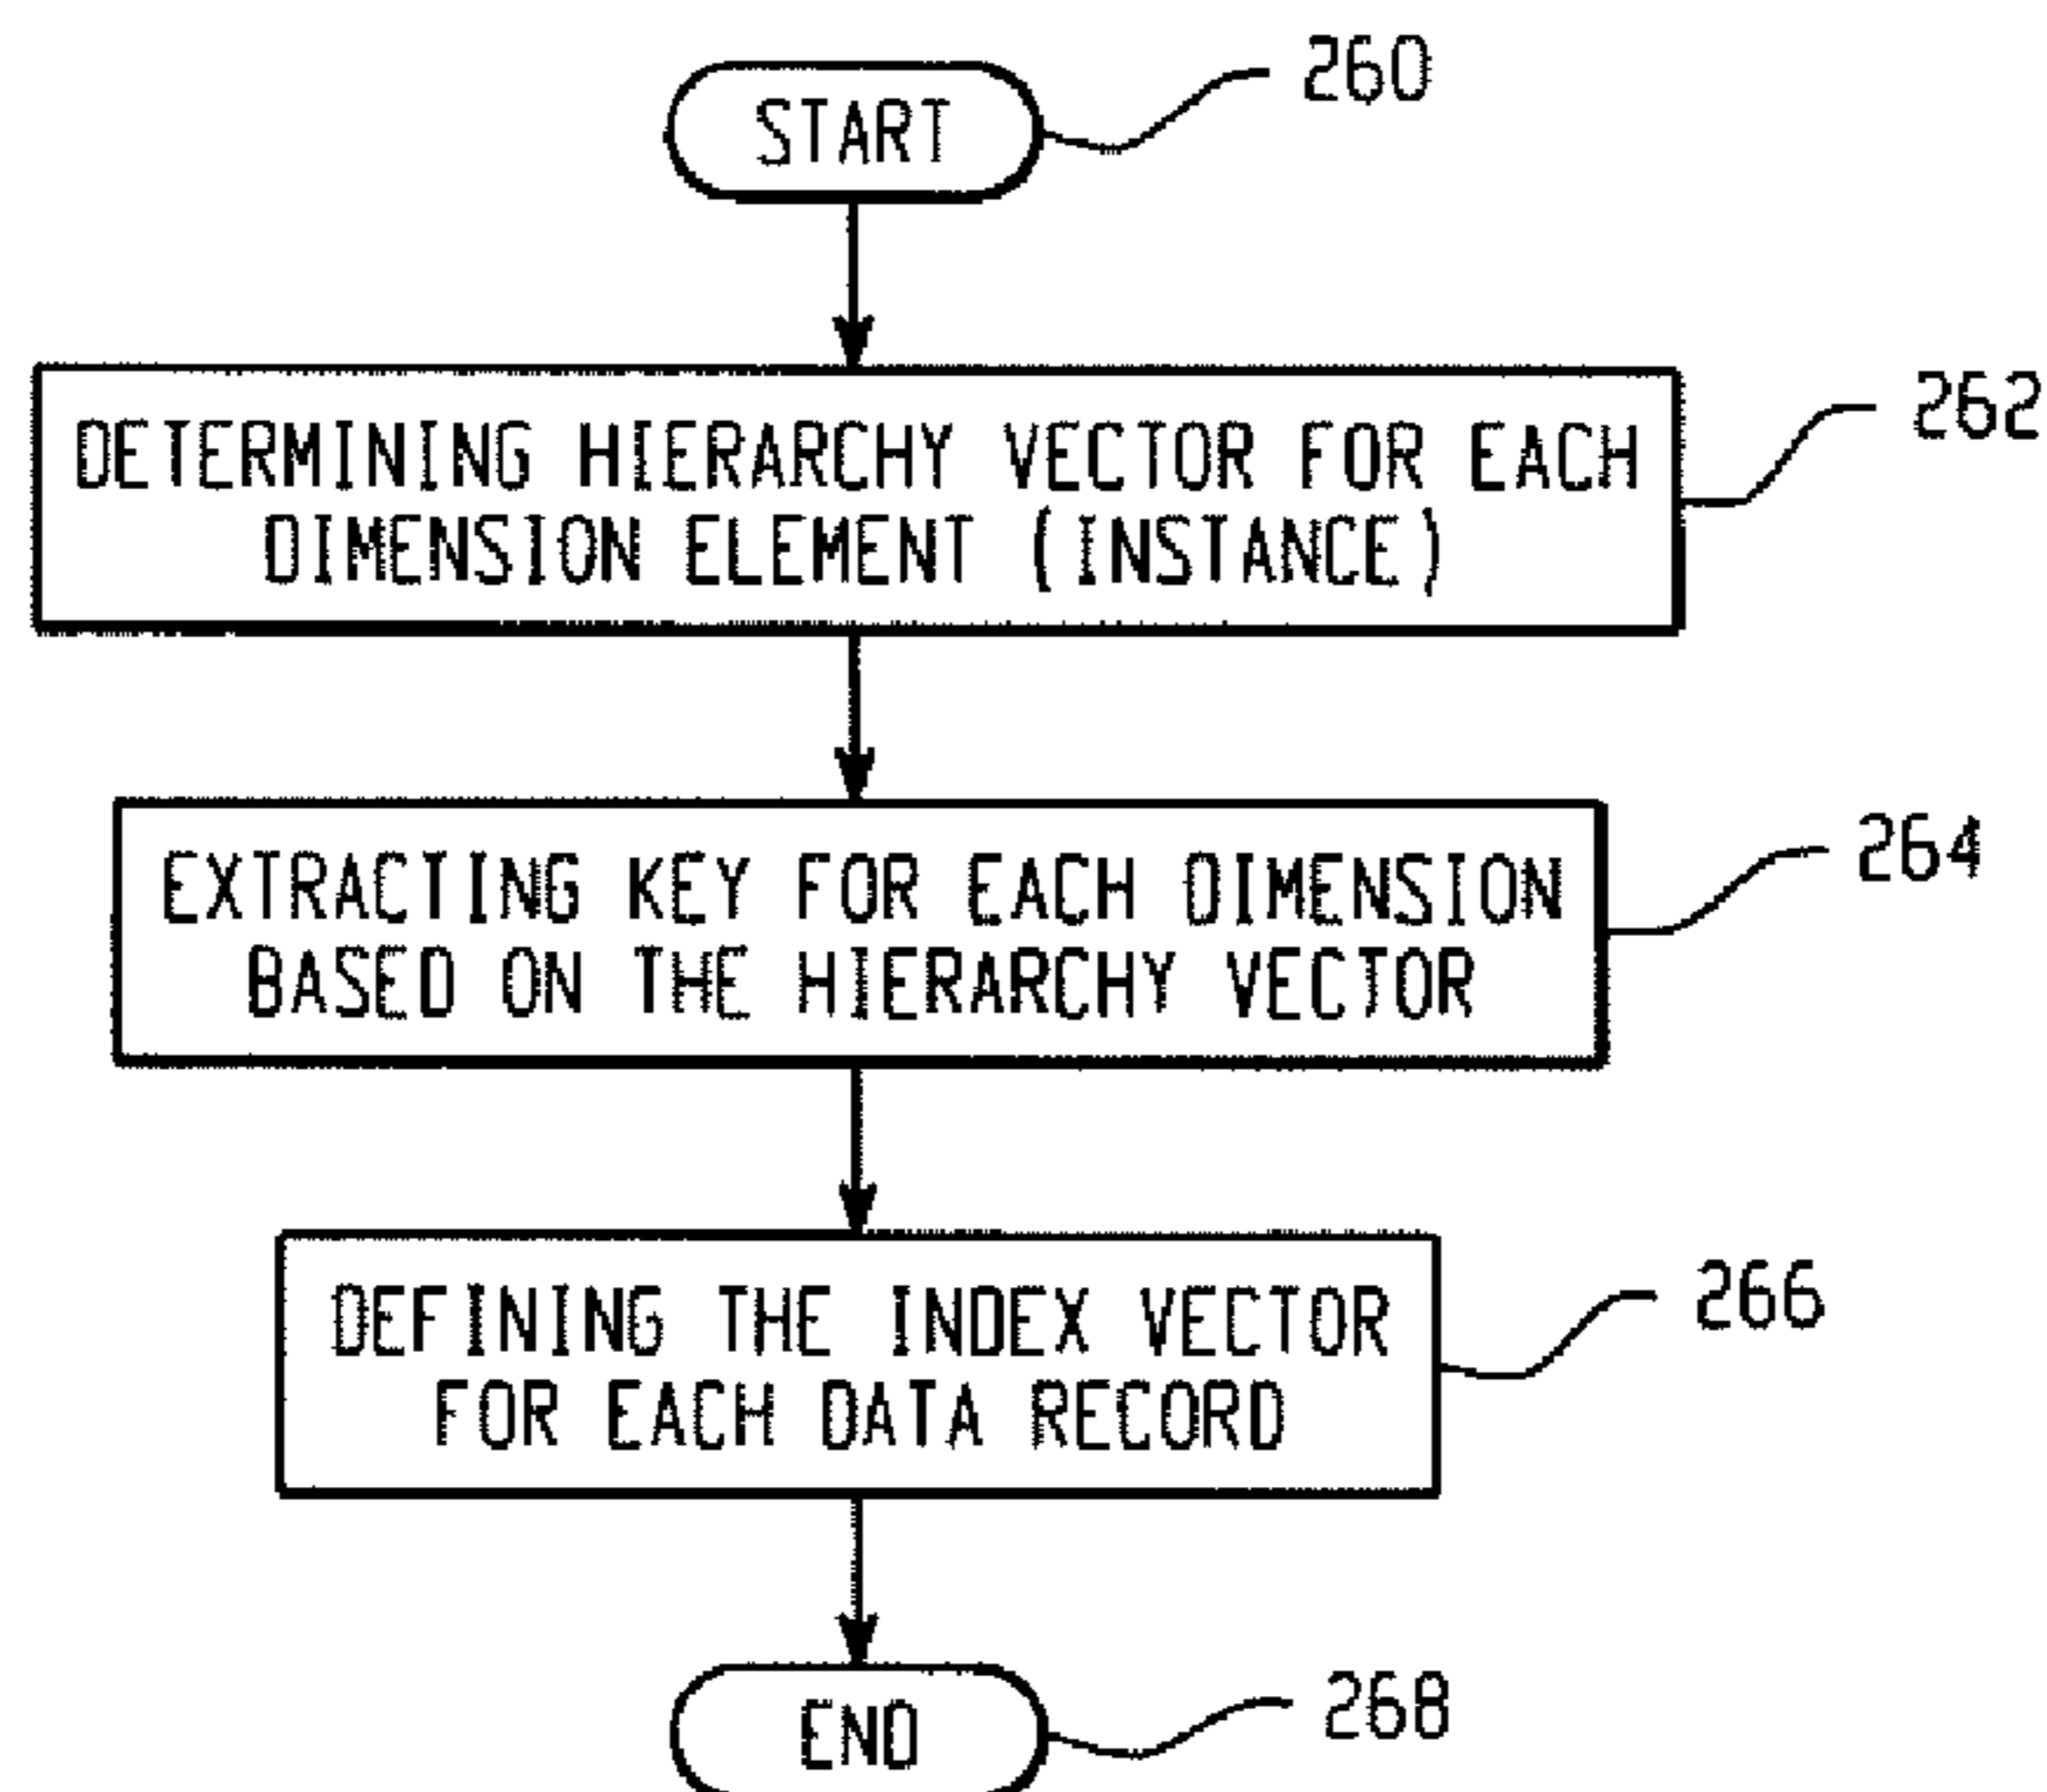 START
260
DETERMINING HIERARCHY VECTOR FOR EACH
DIMENSION ELEMENT (INSTANCE)
262
EXTRACTING KEY FOR EACH DIMENSION
BASED ON THE HIERARCHY VECTOR
264
DEFINING THE INDEX VECTOR
FOR EACH DATA RECORD
266
END
268